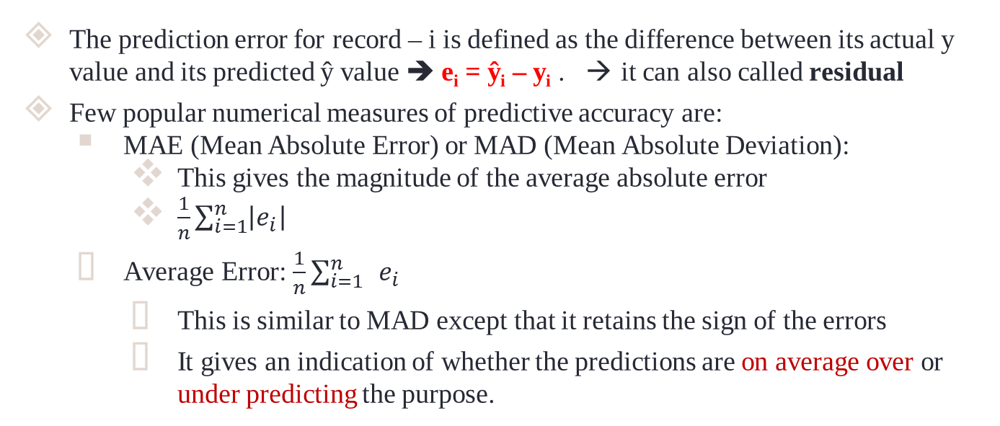 The prediction error for record – i is defined as the difference between its actual y
value and its predicted ŷ value 🡺 eᵢ = ŷᵢ – yᵢ . → it can also called residual
Few popular numerical measures of predictive accuracy are:
MAE (Mean Absolute Error) or MAD (Mean Absolute Deviation):
This gives the magnitude of the average absolute error
\frac{1}{n}\sum_{i=1}^{n}|e_i|
Average Error: \frac{1}{n}\sum_{i=1}^{n} e_i
This is similar to MAD except that it retains the sign of the errors
It gives an indication of whether the predictions are on average over or
under predicting the purpose.